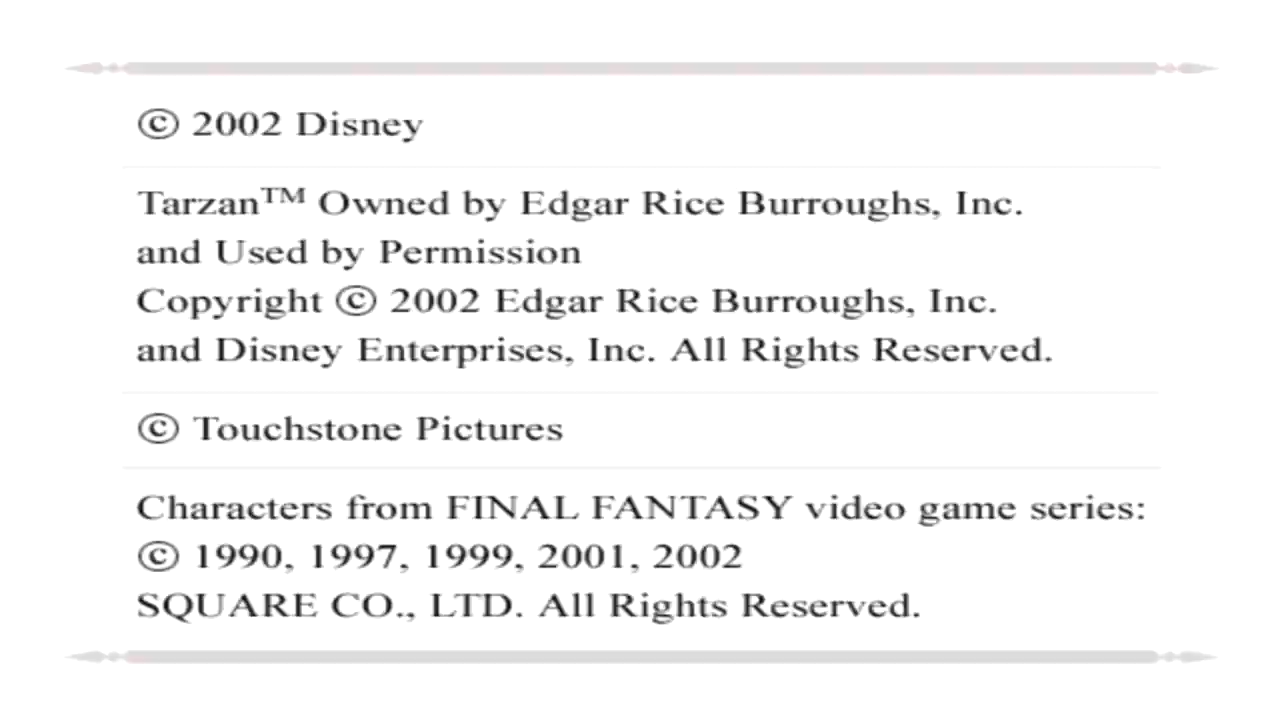 © 2002 Disney
Tarzan™ Owned by Edgar Rice Burroughs, Inc.
and Used by Permission
Copyright © 2002 Edgar Rice Burroughs, Inc.
and Disney Enterprises, Inc. All Rights Reserved.
© Touchstone Pictures
Characters from FINAL FANTASY video game series:
© 1990, 1997, 1999, 2001, 2002
SQUARE CO., LTD. All Rights Reserved.